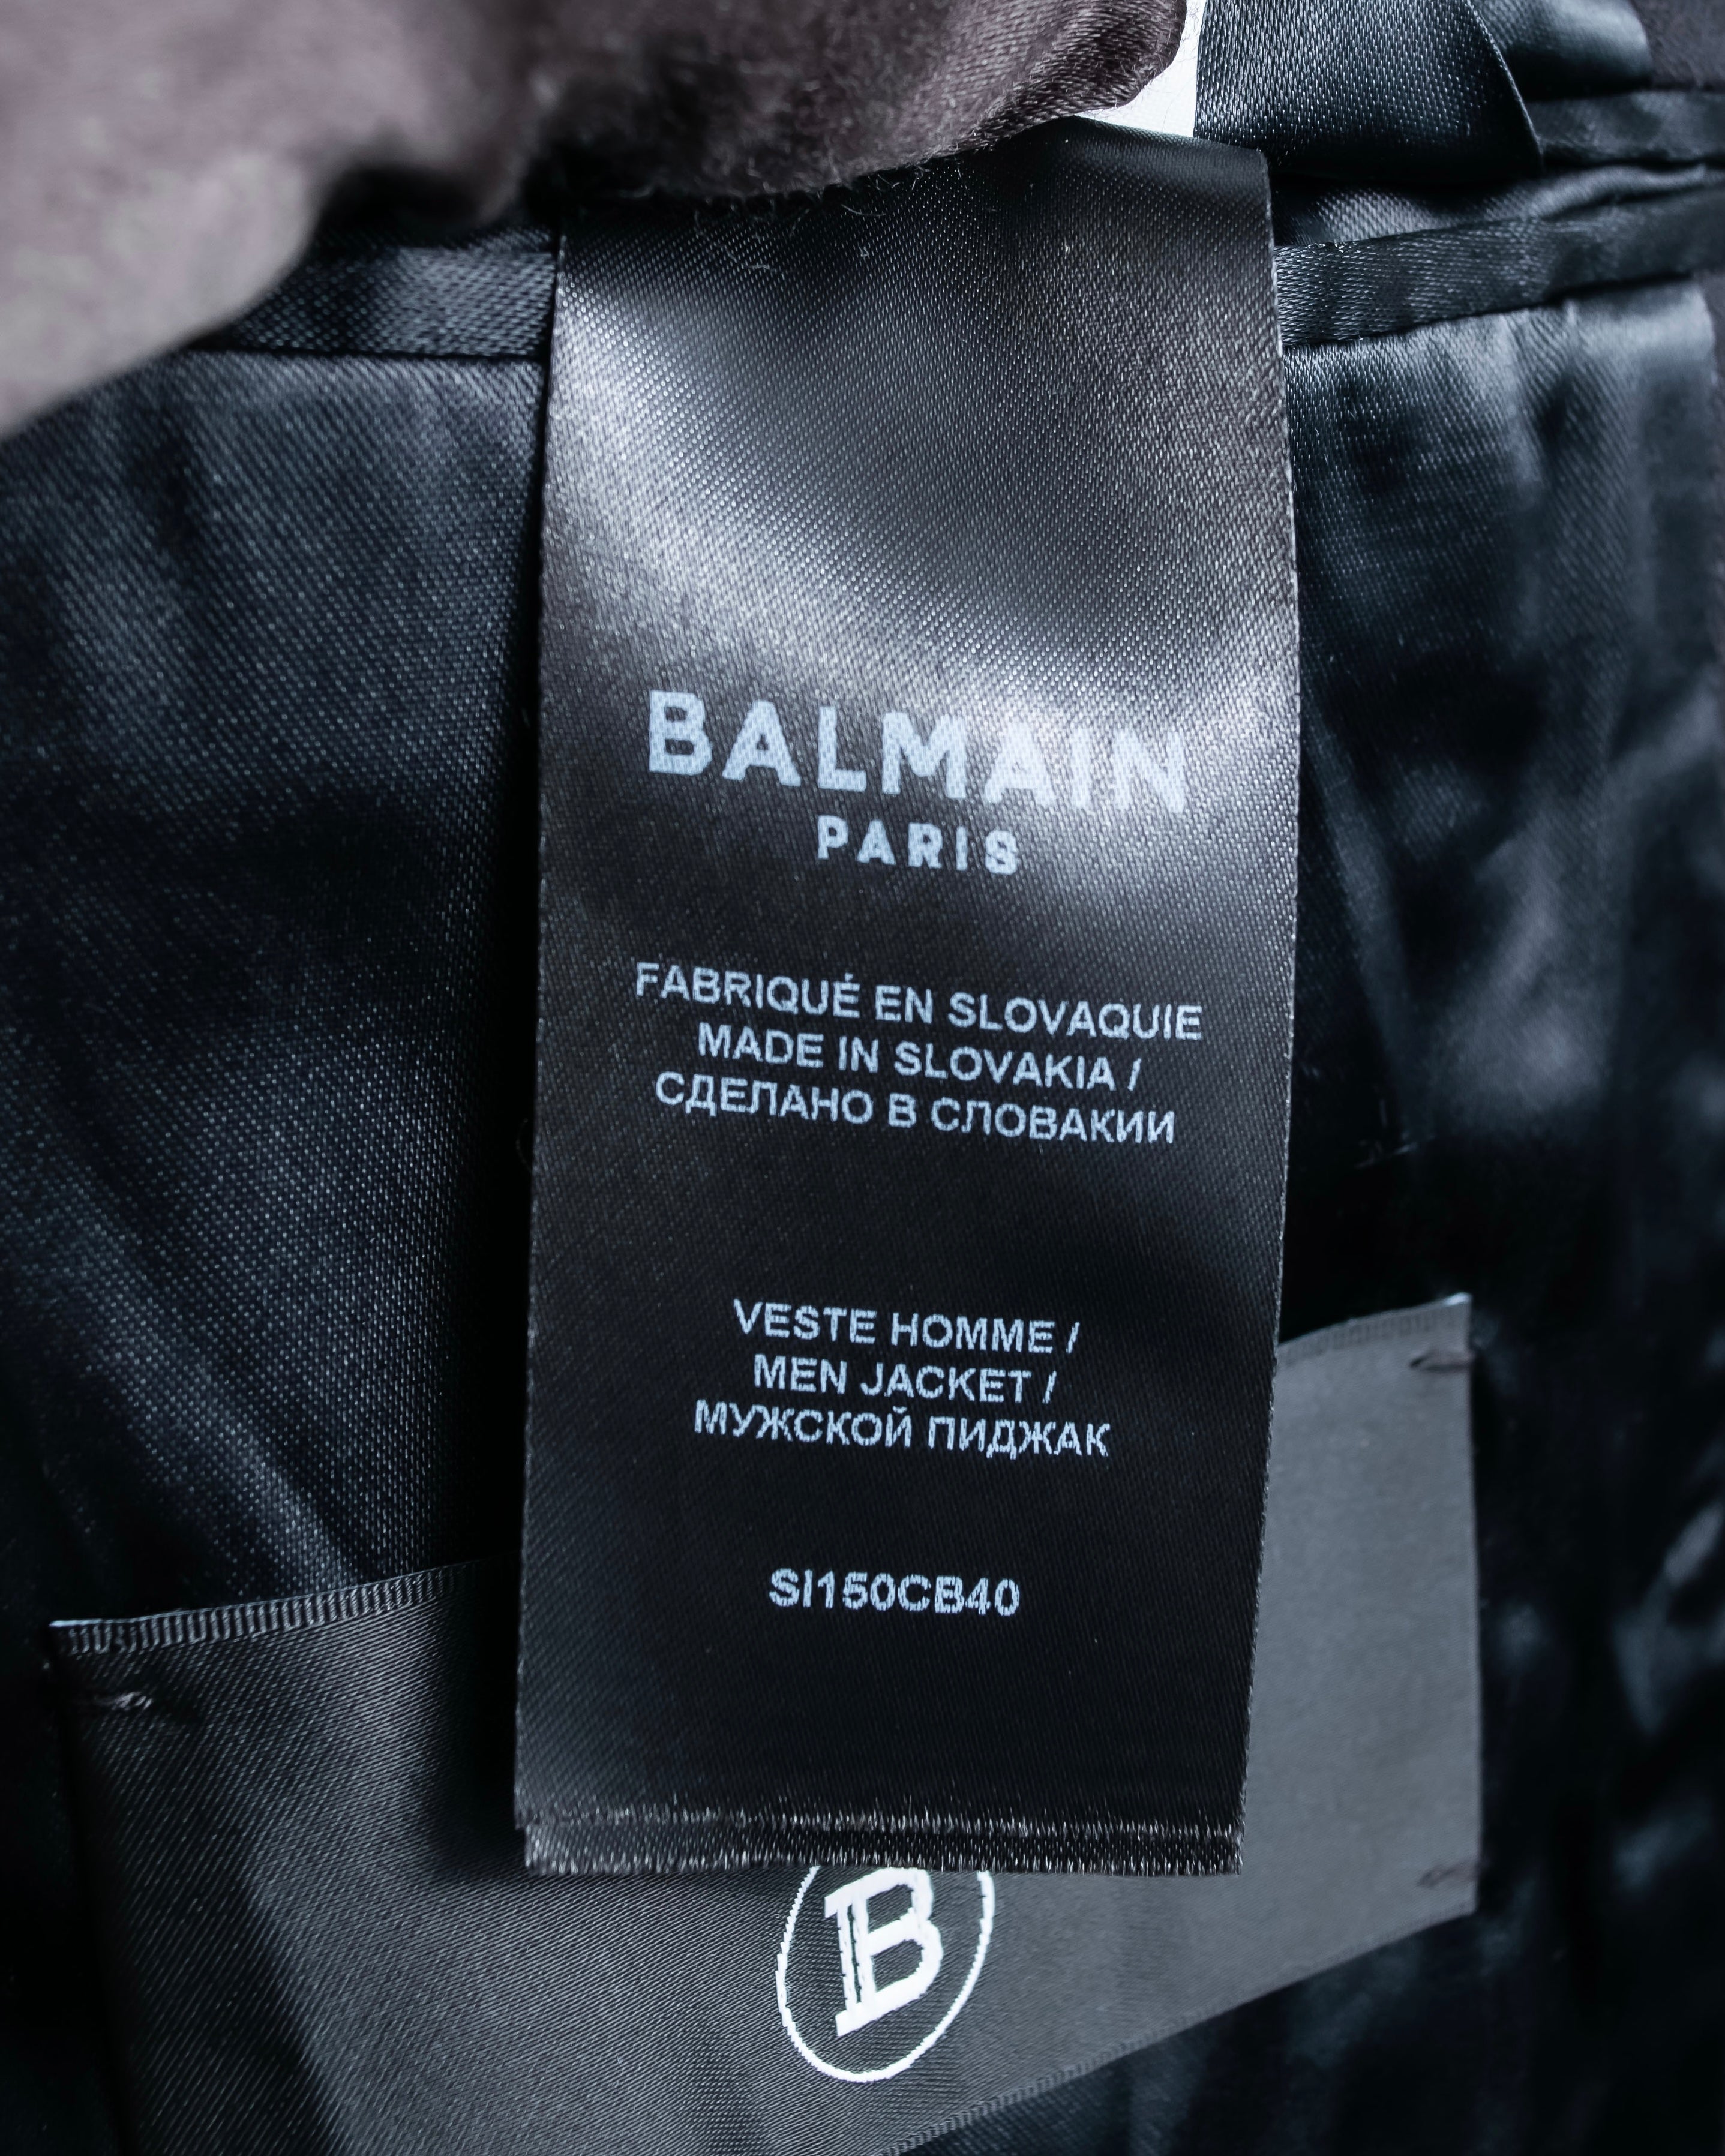 BALMAIN
PARIS
FABRIQUÉ EN SLOVAQUIE
MADE IN SLOVAKIA /
СДЕЛАНО В СЛОВАКИИ
VESTE HOMME /
MEN JACKET /
МУЖСКОЙ ПИДЖАК
SI150CB40
B